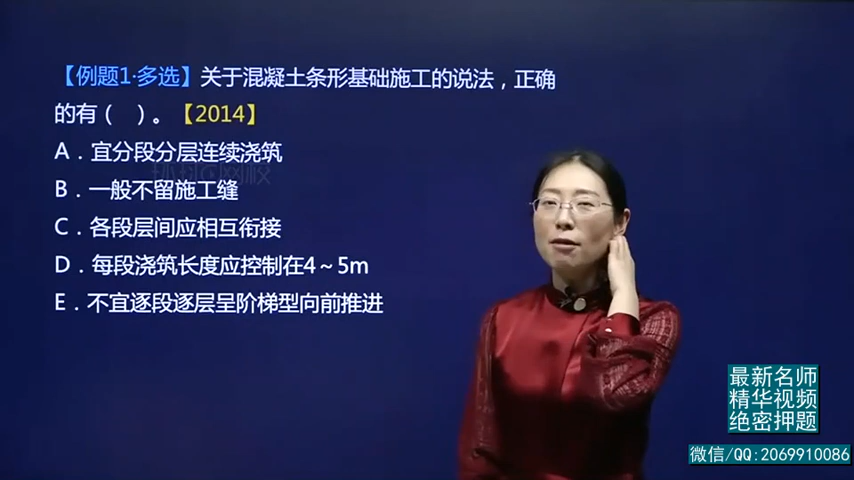 【例题1·多选】关于混凝土条形基础施工的说法，正确
的有（　）。【2014】
A．宜分段分层连续浇筑
环球网校
B．一般不留施工缝
C．各段层间应相互衔接
D．每段浇筑长度应控制在4～5m
E．不宜逐段逐层呈阶梯型向前推进
最新名师
精华视频
绝密押题
微信/QQ:2069910086